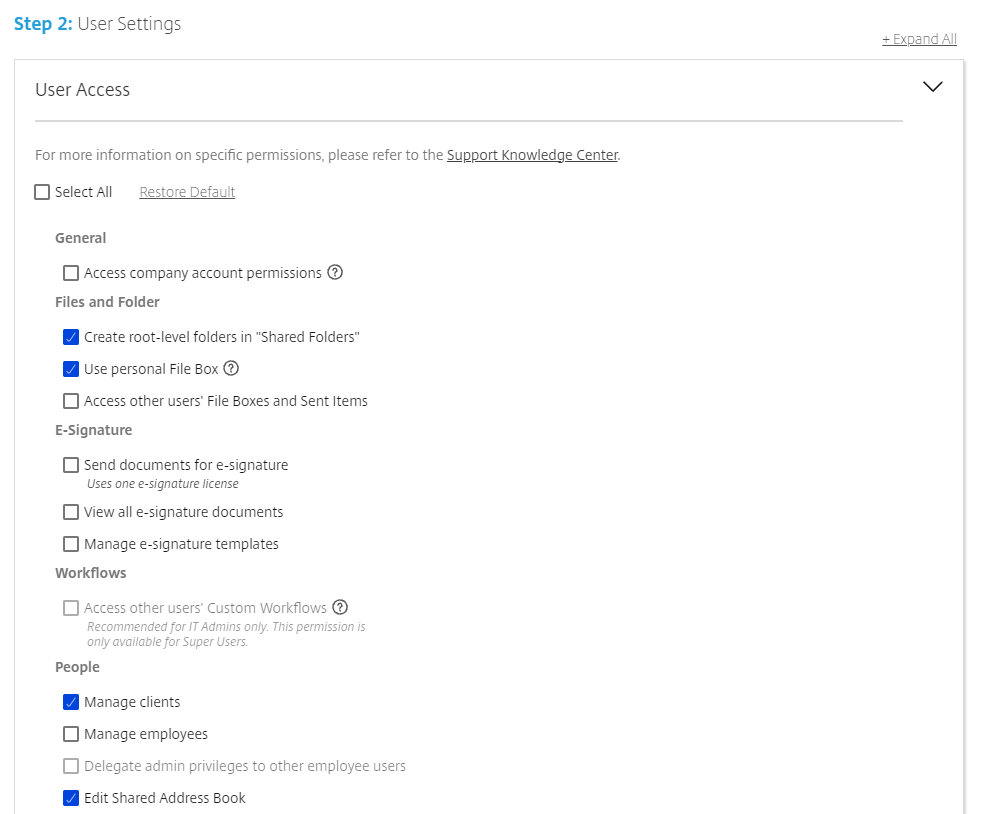 Step 2: User Settings
+ Expand All
User Access
For more information on specific permissions, please refer to the Support Knowledge Center.
Select All Restore Default
General
Access company account permissions ?
Files and Folder
Create root-level folders in "Shared Folders"
Use personal File Box ?
Access other users' File Boxes and Sent Items
E-Signature
Send documents for e-signature
Uses one e-signature license
View all e-signature documents
Manage e-signature templates
Workflows
Access other users' Custom Workflows ?
Recommended for IT Admins only. This permission is
only available for Super Users.
People
Manage clients
Manage employees
Delegate admin privileges to other employee users
Edit Shared Address Book